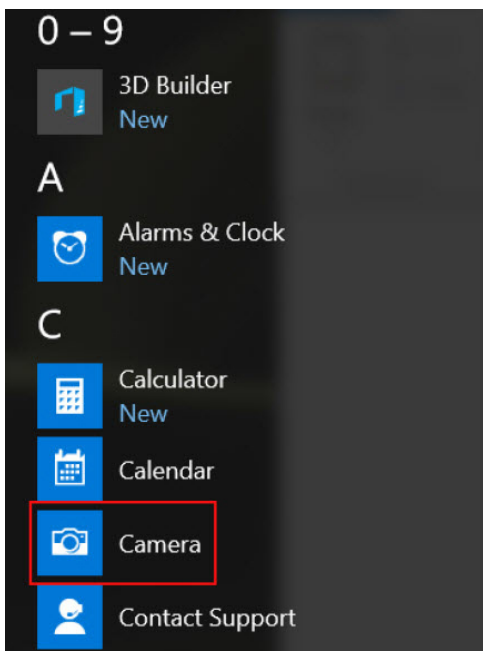 0 – 9
3D Builder
New
A
Alarms & Clock
New
C
Calculator
New
Calendar
Camera
Contact Support